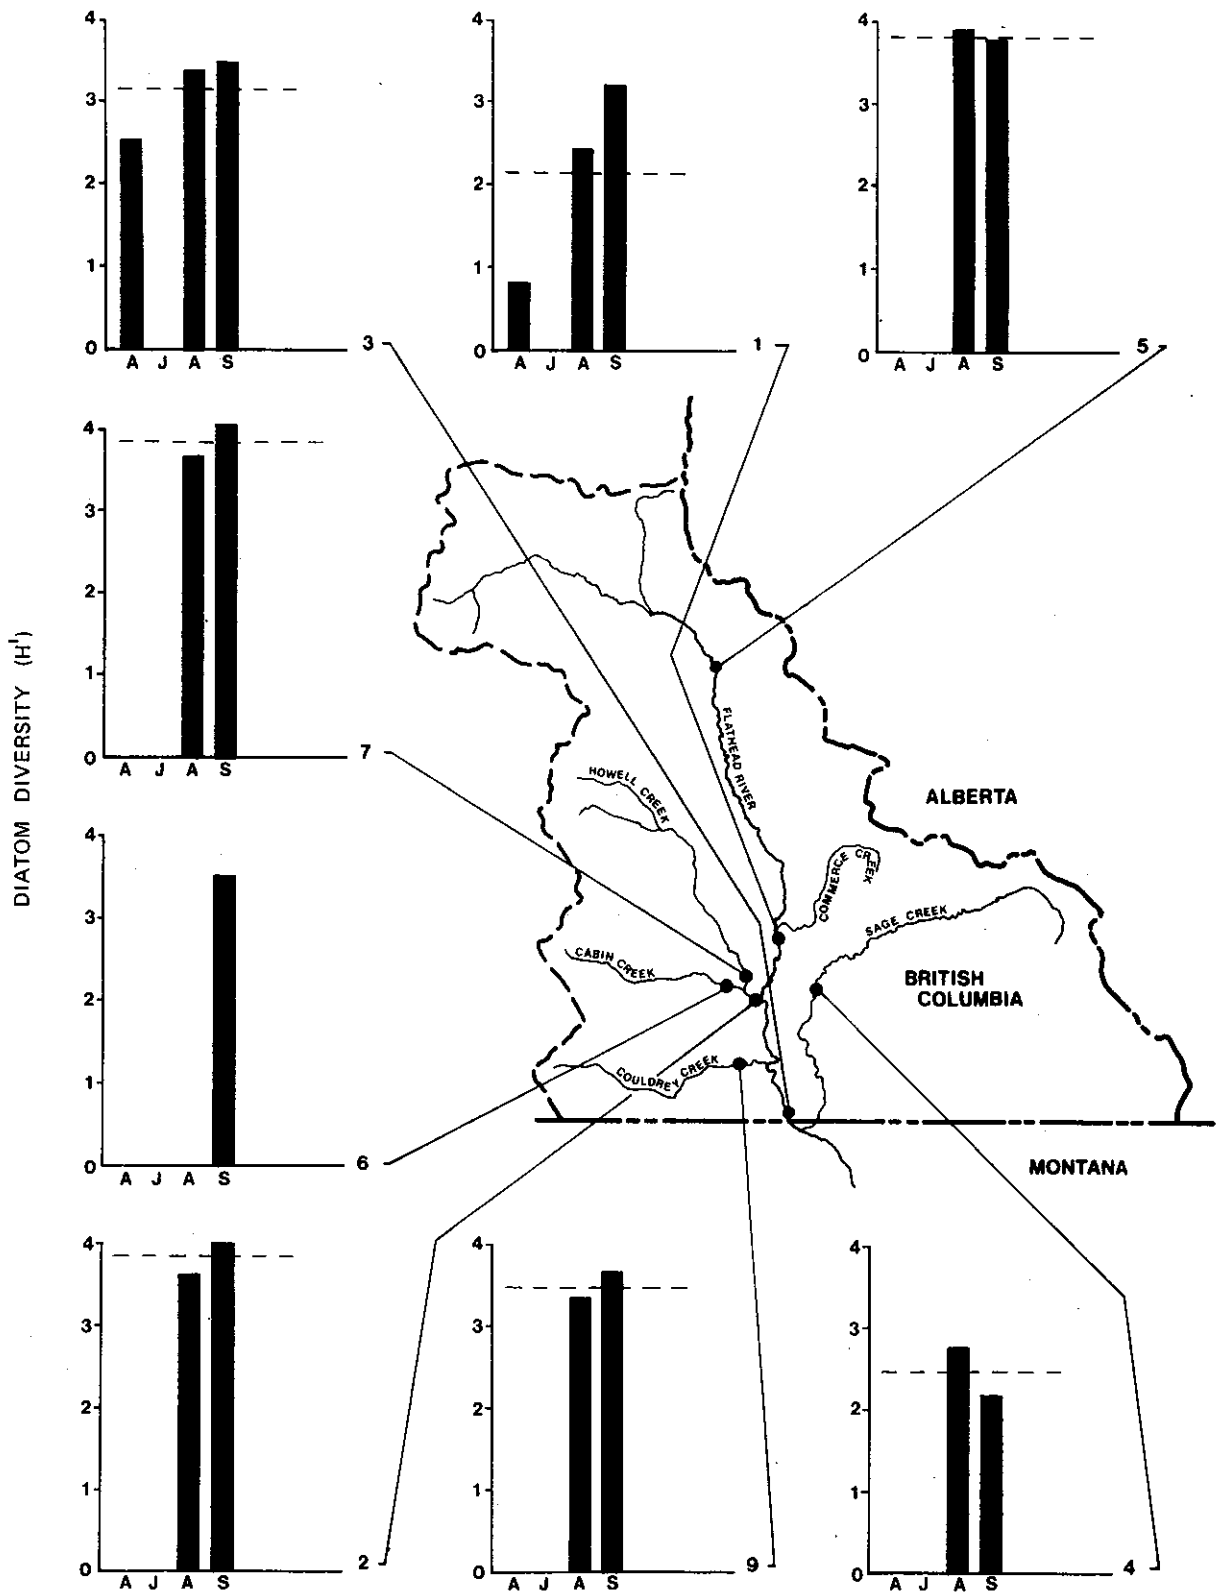 DIATOM DIVERSITY (H')
4
3
2
1
0
A J A S
3
4
3
2
1
0
A J A S
1
4
3
2
1
0
A J A S
5
4
3
2
1
0
A J A S
7
4
3
2
1
0
A J A S
6
4
3
2
1
0
A J A S
2
4
3
2
1
0
A J A S
9
4
3
2
1
0
A J A S
4
FLATHEAD RIVER
HOWELL CREEK
ALBERTA
COMMERCE CREEK
SAGE CREEK
CABIN CREEK
BRITISH
COLUMBIA
COULDREY CREEK
MONTANA